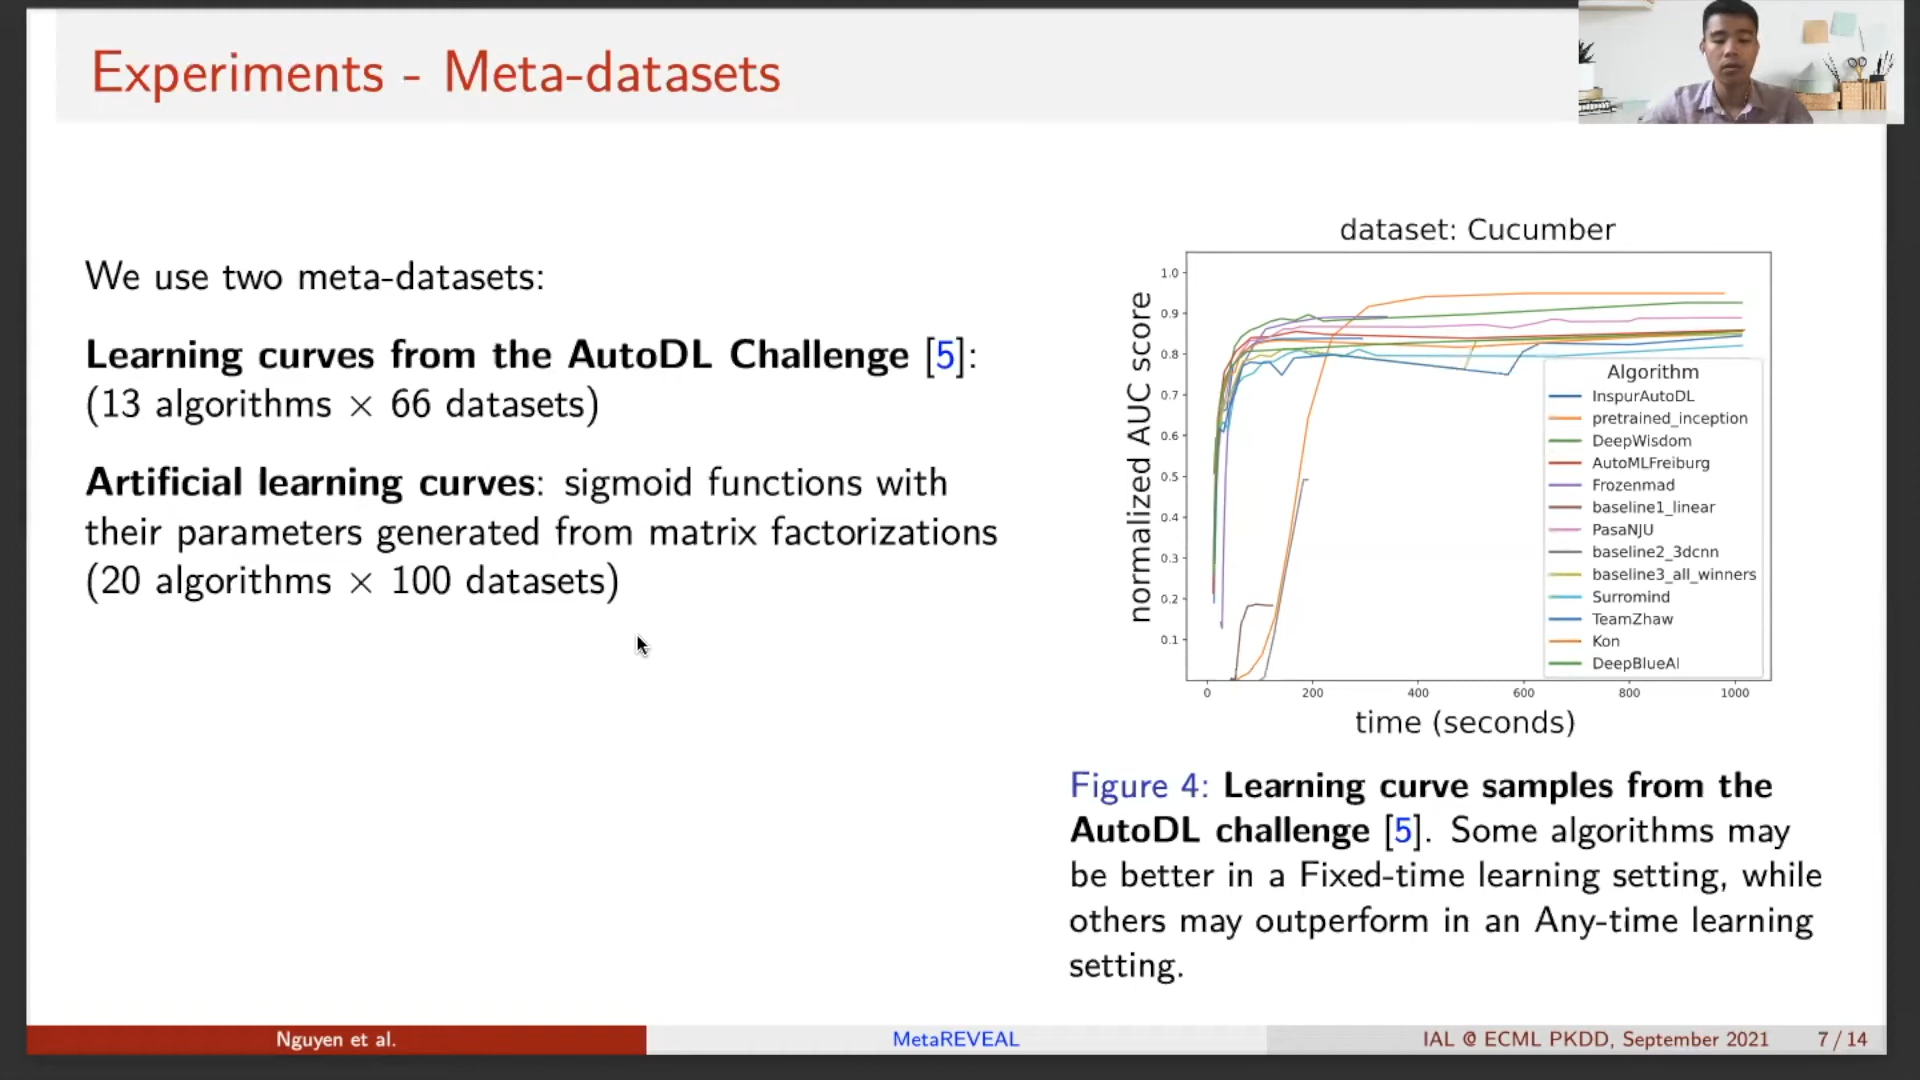 Experiments - Meta-datasets
We use two meta-datasets:
Learning curves from the AutoDL Challenge [5]:
(13 algorithms × 66 datasets)
Artificial learning curves: sigmoid functions with
their parameters generated from matrix factorizations
(20 algorithms × 100 datasets)
dataset: Cucumber
normalized AUC score
1.0
0.9
0.8
0.7
0.6
0.5
0.4
0.3
0.2
0.1
Algorithm
InspurAutoDL
pretrained_inception
DeepWisdom
AutoMLFreiburg
Frozenmad
baseline1_linear
PasaNJU
baseline2_3dcnn
baseline3_all_winners
Surromind
TeamZhaw
Kon
DeepBlueAI
0 200 400 600 800 1000
time (seconds)
Figure 4: Learning curve samples from the
AutoDL challenge [5]. Some algorithms may
be better in a Fixed-time learning setting, while
others may outperform in an Any-time learning
setting.
Nguyen et al. MetaREVEAL IAL @ ECML PKDD, September 2021 7 / 14